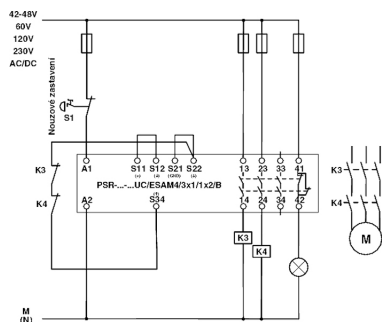 42-48V
60V
120V
230V
AC/DC
Nouzové zastavení
S1
K3
K4
A1
S11
S12
S21
S22
(+)
(GND)
13
23
33
41
PSR-...-...UC/ESAM4/3x1/1x2/B
A2
S34
14
24
34
42
K3
K4
K3
K4
M
M
(N)